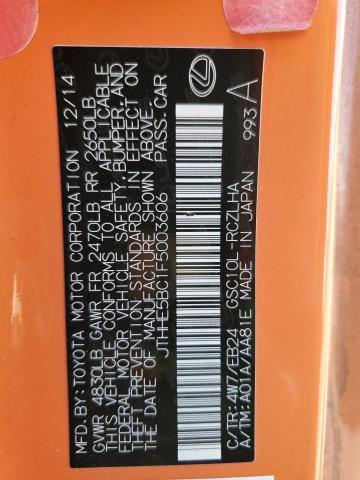 MFD.BY:TOYOTA MOTOR CORPORATION 12/14
GVWR 4830LB GAWR FR 2470LB RR 2650LB
THIS VEHICLE CONFORMS TO ALL APPLICABLE
FEDERAL MOTOR VEHICLE SAFETY, BUMPER, AND
THEFT PREVENTION STANDARDS IN EFFECT ON
THE DATE OF MANUFACTURE SHOWN ABOVE.
JTHHE5BC1F5003606 PASS.CAR
C/TR:4W7/EB24 GSC10L-RCZLHA
A/TM:A01A/AA81E MADE IN JAPAN 993 A